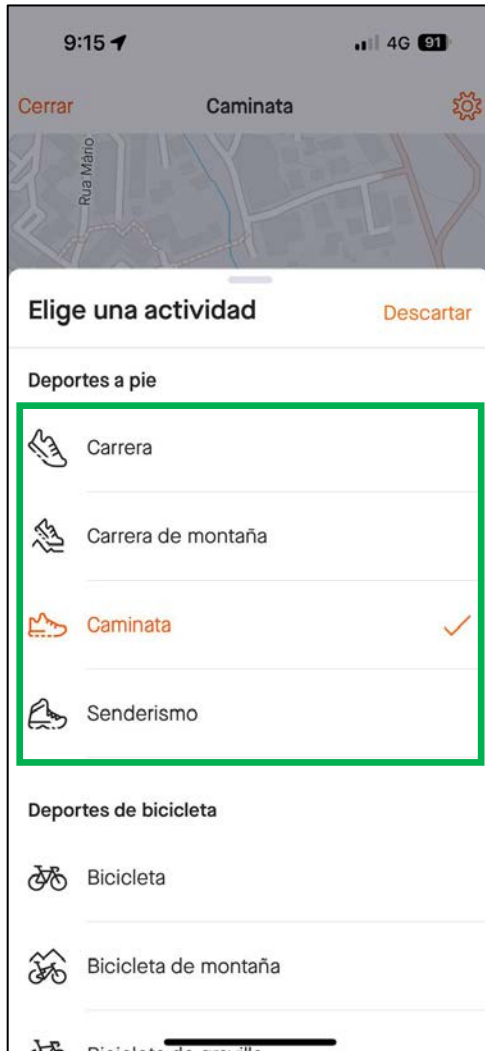 9:15
4G 91
Cerrar
Caminata
Rua Mário
Elige una actividad
Descartar
Deportes a pie
Carrera
Carrera de montaña
Caminata
Senderismo
Deportes de bicicleta
Bicicleta
Bicicleta de montaña